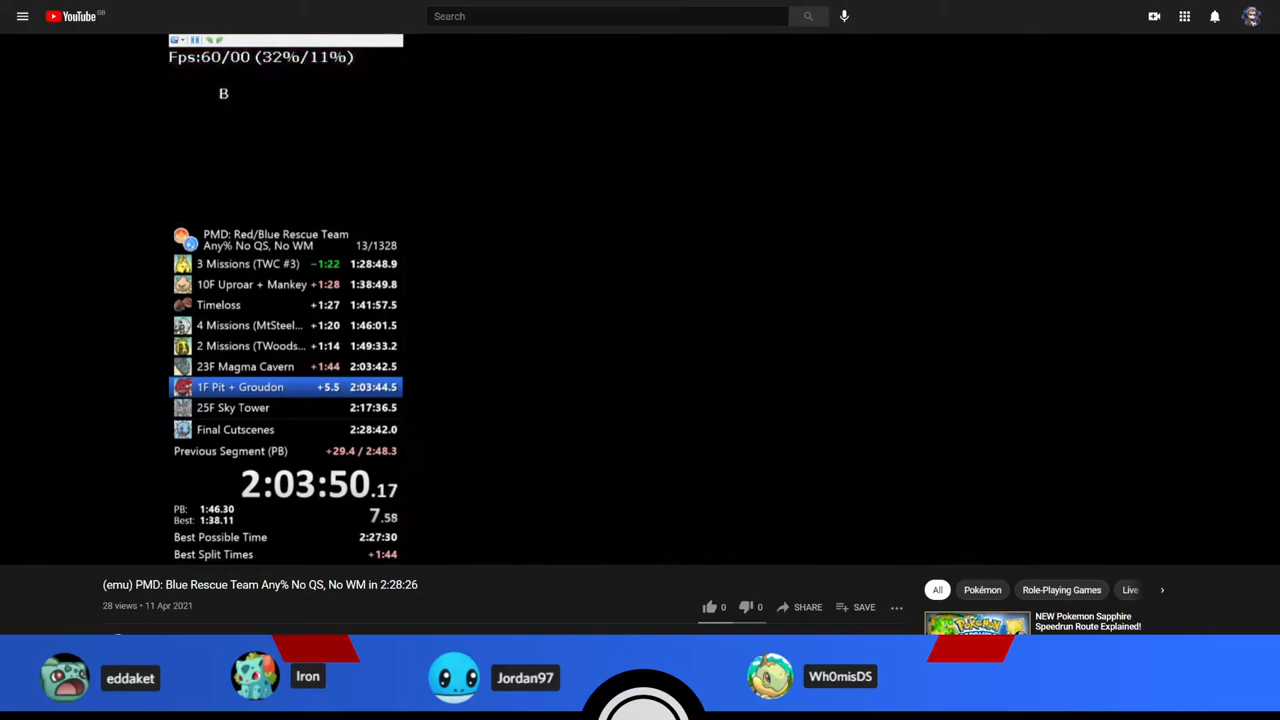 YouTube GB
Search
Fps:60/00 (32%/11%)
B
PMD: Red/Blue Rescue Team
Any% No QS, No WM 13/1328
3 Missions (TWC #3) −1:22 1:28:48.9
10F Uproar + Mankey +1:28 1:38:49.8
Timeloss +1:27 1:41:57.5
4 Missions (MtSteel... +1:20 1:46:01.5
2 Missions (TWoods... +1:14 1:49:33.2
23F Magma Cavern +1:44 2:03:42.5
1F Pit + Groudon +5.5 2:03:44.5
25F Sky Tower 2:17:36.5
Final Cutscenes 2:28:42.0
Previous Segment (PB) +29.4 / 2:48.3
2:03:50.17
PB: 1:46.30
Best: 1:38.11 7.58
Best Possible Time 2:27:30
Best Split Times +1:44
(emu) PMD: Blue Rescue Team Any% No QS, No WM in 2:28:26
28 views • 11 Apr 2021
0 0 SHARE SAVE
All Pokémon Role-Playing Games Live
NEW Pokemon Sapphire
Speedrun Route Explained!
eddaket Iron Jordan97 Wh0misDS